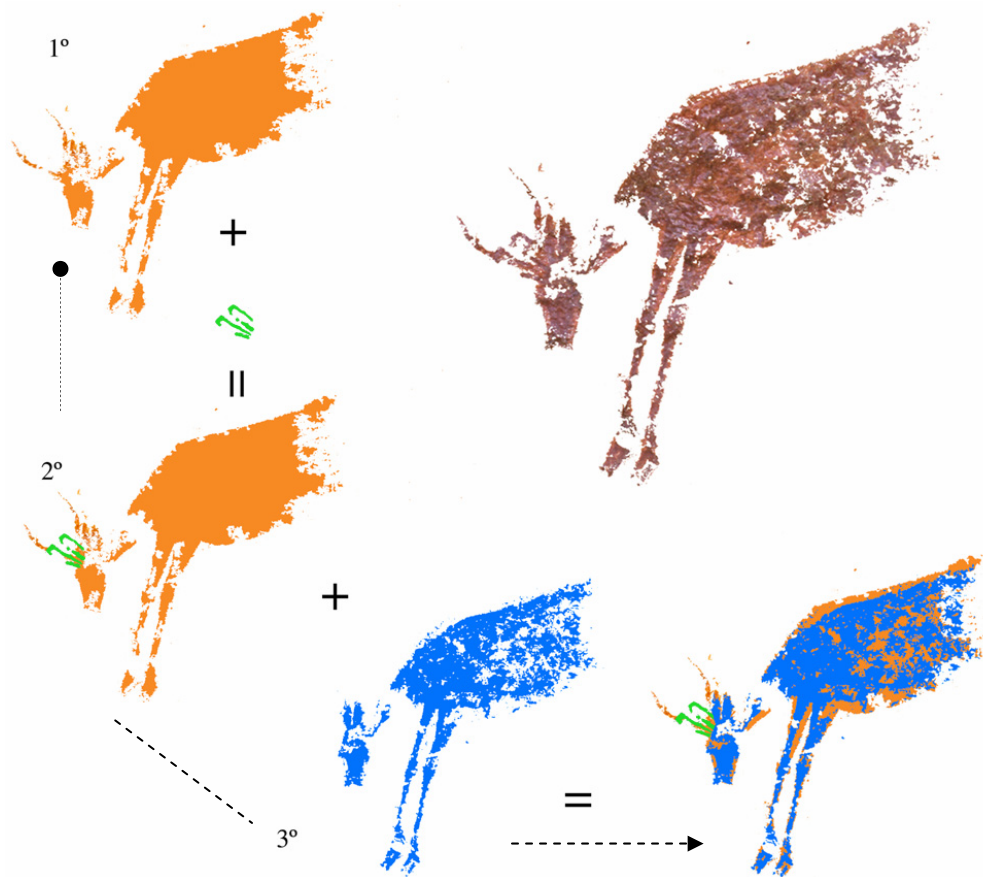 1º
+
=
2º
+
=
3º